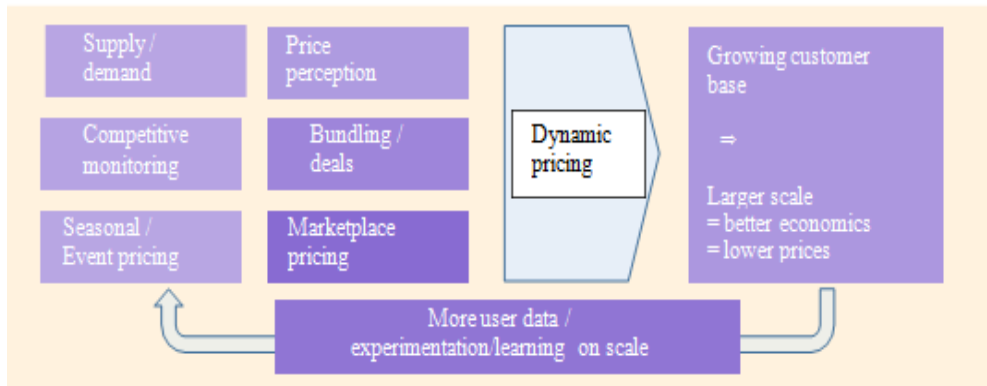 Supply /
demand
Price
perception
Competitive
monitoring
Bundling /
deals
Seasonal /
Event pricing
Marketplace
pricing
Dynamic
pricing
Growing customer
base
⇒
Larger scale
= better economics
= lower prices
More user data /
experimentation/learning on scale